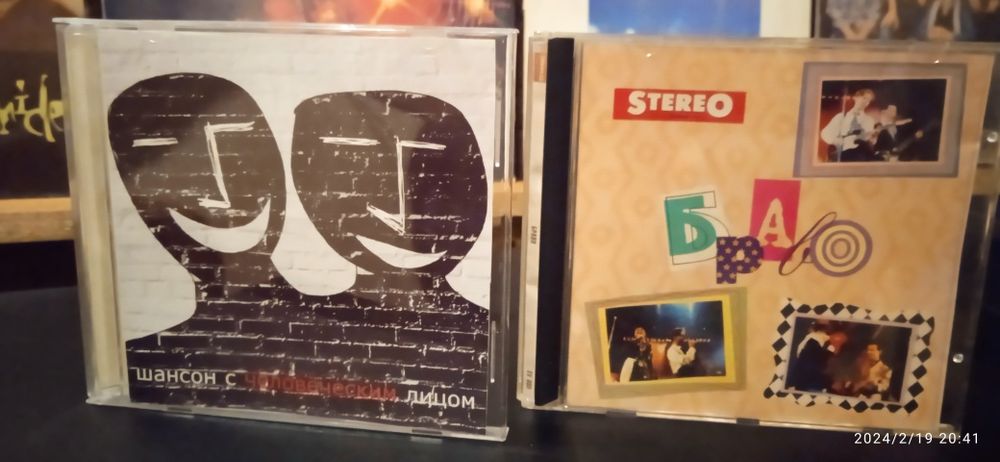 шансон с человеческим лицом
STEREO
БРАвО
2024/2/19 20:41